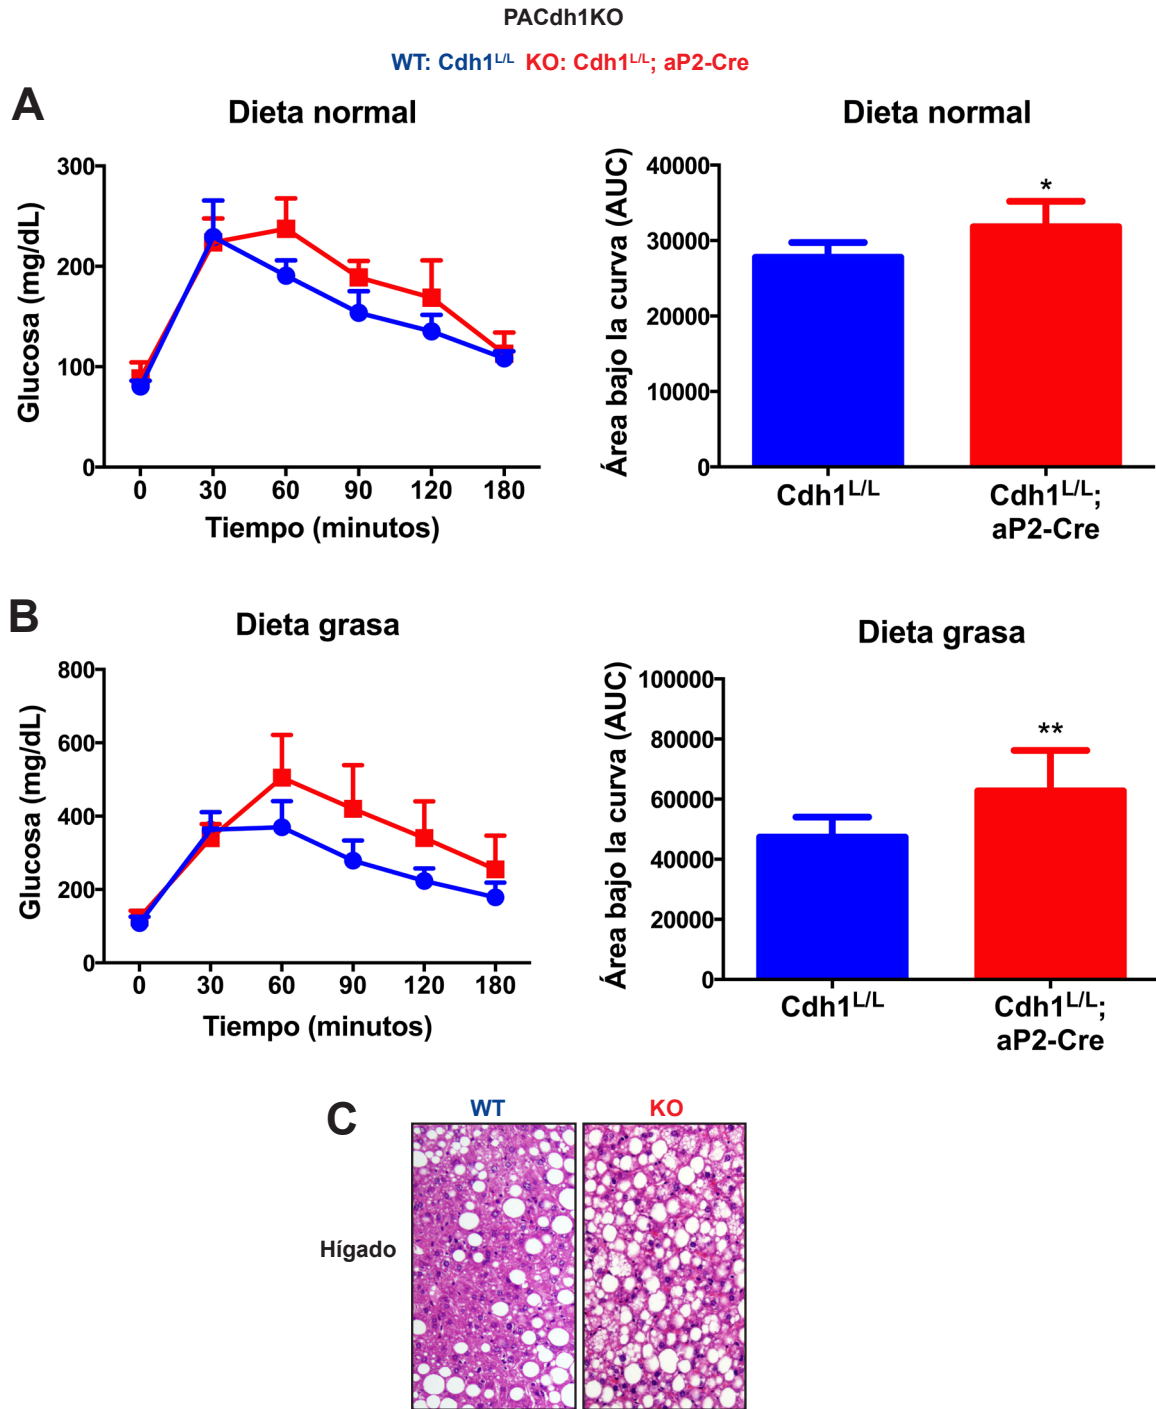 PACdh1KO
WT: Cdh1L/L KO: Cdh1L/L; aP2-Cre
A
Dieta normal
Glucosa (mg/dL)
300
200
100
0
0 30 60 90 120 180
Tiempo (minutos)
Dieta normal
Área bajo la curva (AUC)
40000
30000
20000
10000
0
*
Cdh1L/L
Cdh1L/L;
aP2-Cre
B
Dieta grasa
Glucosa (mg/dL)
800
600
400
200
0
0 30 60 90 120 180
Tiempo (minutos)
Dieta grasa
Área bajo la curva (AUC)
100000
80000
60000
40000
20000
0
**
Cdh1L/L
Cdh1L/L;
aP2-Cre
C
WT
KO
Hígado